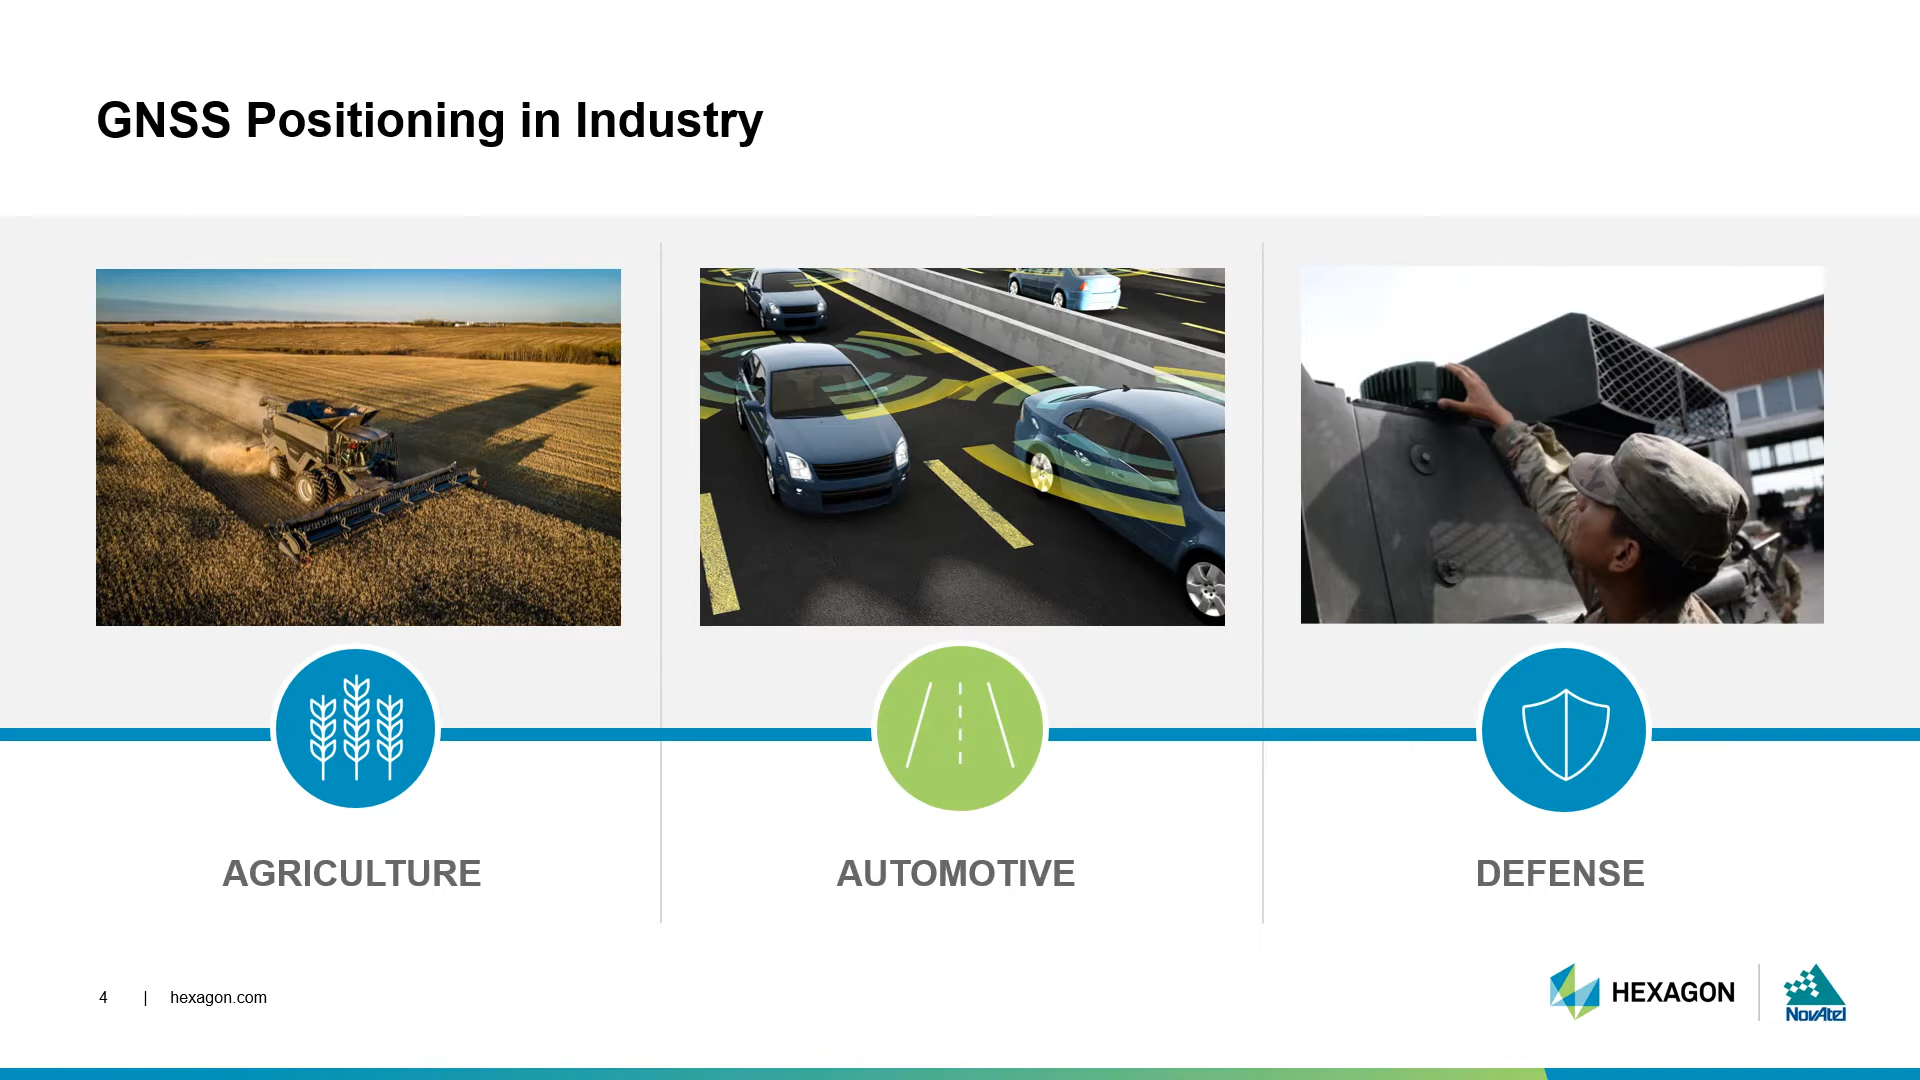 GNSS Positioning in Industry
AGRICULTURE
AUTOMOTIVE
DEFENSE
4 | hexagon.com
HEXAGON
NovAtel